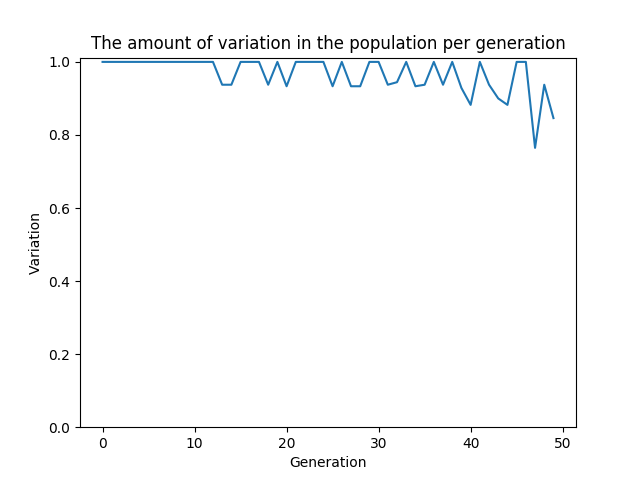 The amount of variation in the population per generation
1.0
0.8
0.6
0.4
0.2
0.0
Variation
0 10 20 30 40 50
Generation